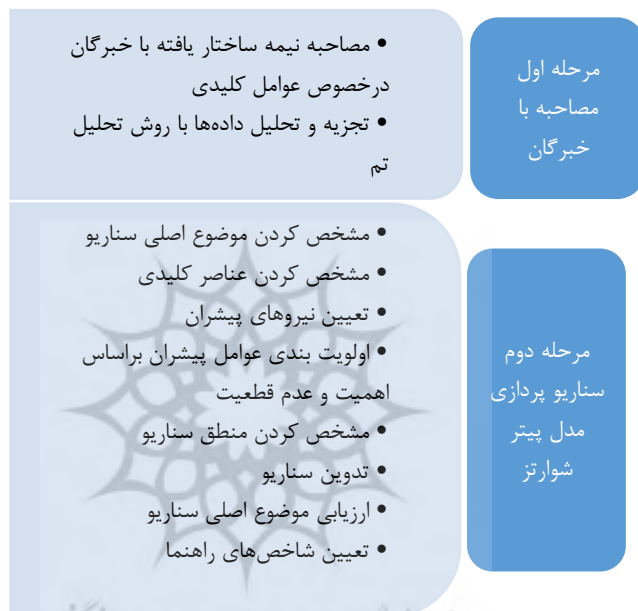 مرحله اول
مصاحبه با
خبرگان
• مصاحبه نیمه ساختار یافته با خبرگان
درخصوص عوامل کلیدی
• تجزیه و تحلیل داده‌ها با روش تحلیل
تم
مرحله دوم
سناریو پردازی
مدل پیتر
شوارتز
• مشخص کردن موضوع اصلی سناریو
• مشخص کردن عناصر کلیدی
• تعیین نیروهای پیشران
• اولویت بندی عوامل پیشران براساس
اهمیت و عدم قطعیت
• مشخص کردن منطق سناریو
• تدوین سناریو
• ارزیابی موضوع اصلی سناریو
• تعیین شاخص‌های راهنما